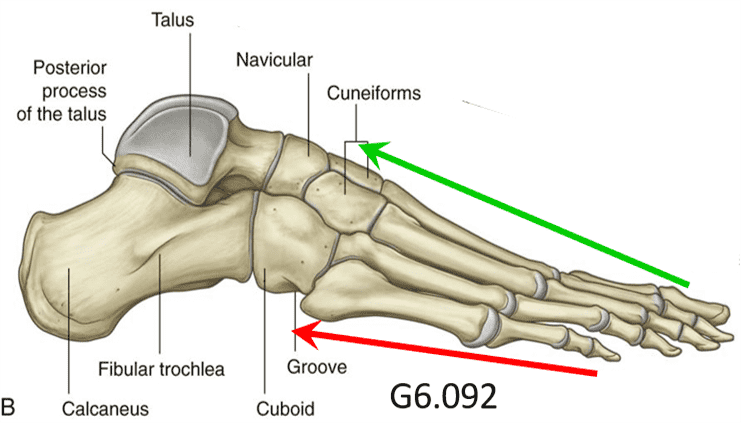 Talus
Navicular
Posterior
process
of the talus
Cuneiforms
Fibular trochlea
Groove
G6.092
B
Calcaneus
Cuboid